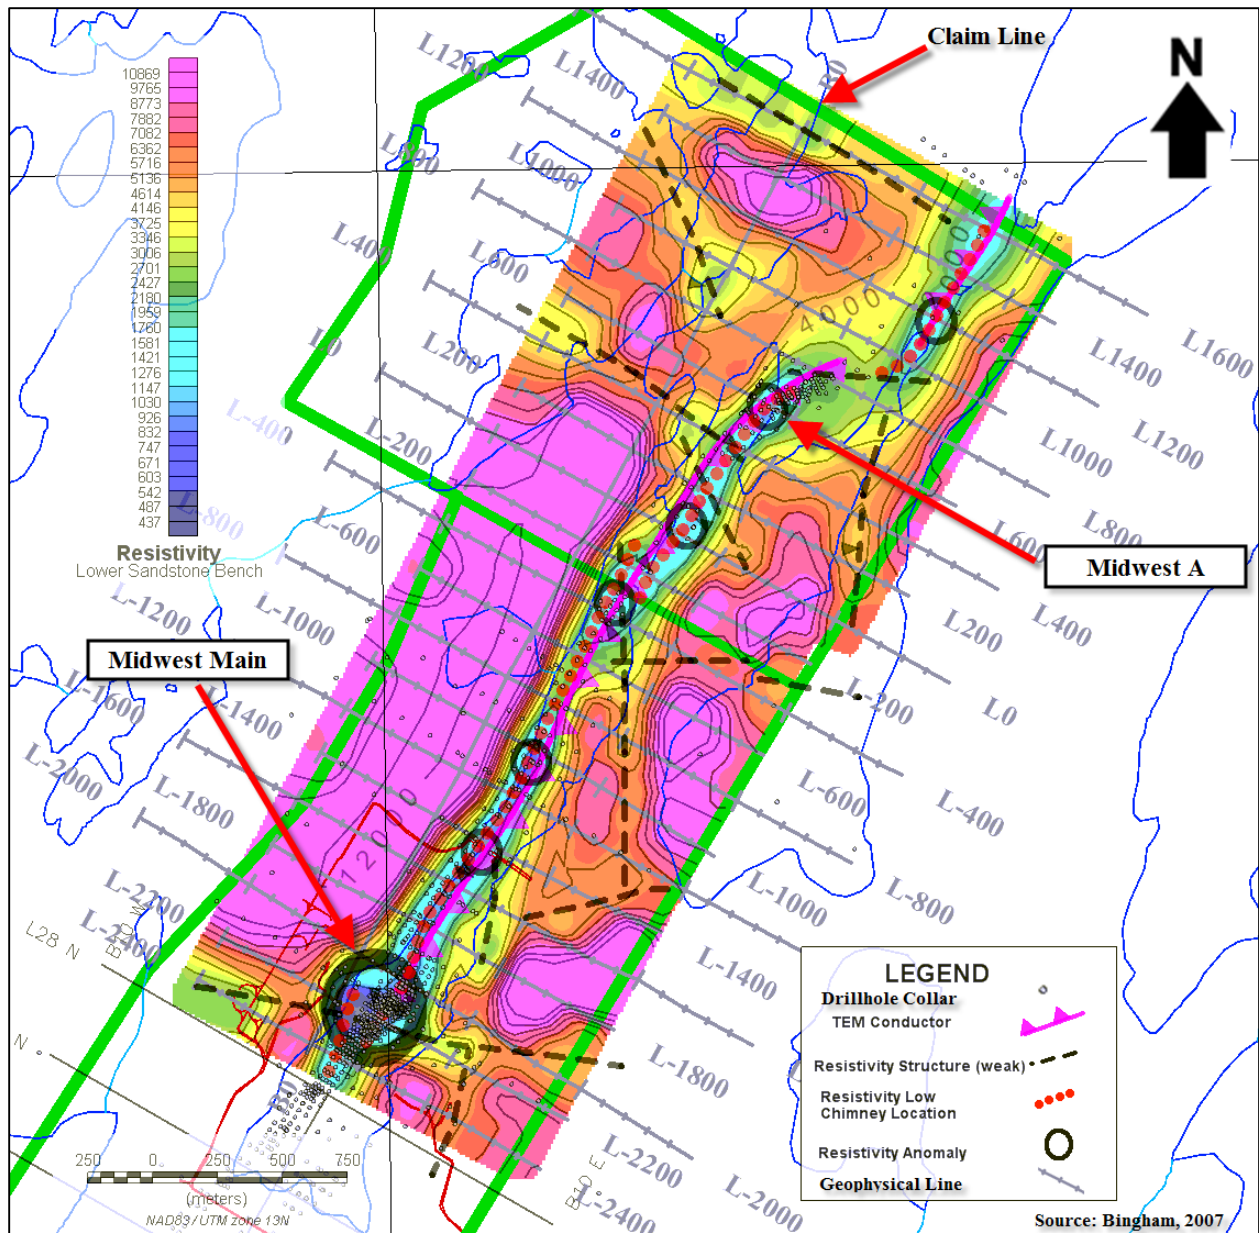 Claim Line
N
L1200
L1400
R0
10869
9765
8773
7882
7082
6362
5716
5136
4614
4146
3725
3346
3006
2701
2427
2180
1959
1760
1581
1421
1276
1147
1030
926
832
747
671
603
542
487
437
Resistivity
Lower Sandstone Bench
L800
L1000
L400
L600
L0
L200
L-400
L-200
L-800
L-600
L-1200
L-1000
L-1600
L-1400
L-2000
L-1800
L-2200
L-2400
4000
L1600
L1400
L1200
L1000
L800
L600
L400
L200
L0
L-200
L-400
L-600
L-800
L-1000
L-1400
L-1800
L-2000
L-2200
L-2400
Midwest A
Midwest Main
12000
L28 N
N
B10 E
250 0 250 500 750
(meters)
NAD83 / UTM zone 13N
LEGEND
Drillhole Collar
TEM Conductor
Resistivity Structure (weak)
Resistivity Low
Chimney Location
Resistivity Anomaly
Geophysical Line
Source: Bingham, 2007